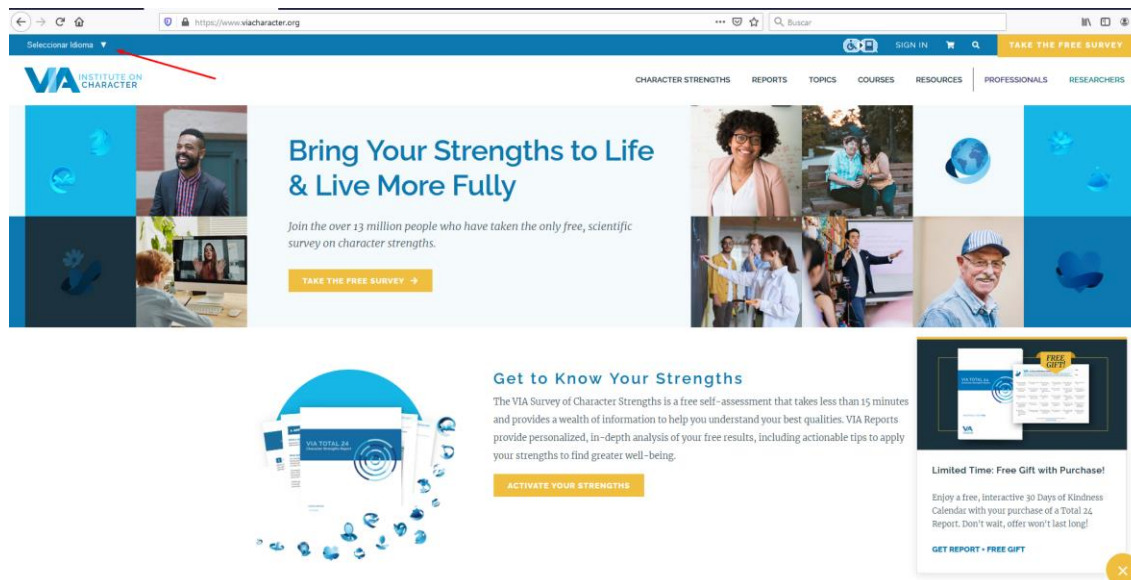 https://www.viacharacter.org
Buscar
Seleccionar Idioma ▼
SIGN IN
TAKE THE FREE SURVEY
VIA INSTITUTE ON
CHARACTER
CHARACTER STRENGTHS
REPORTS
TOPICS
COURSES
RESOURCES
PROFESSIONALS
RESEARCHERS
Bring Your Strengths to Life
& Live More Fully
Join the over 13 million people who have taken the only free, scientific
survey on character strengths.
TAKE THE FREE SURVEY →
Get to Know Your Strengths
The VIA Survey of Character Strengths is a free self-assessment that takes less than 15 minutes
and provides a wealth of information to help you understand your best qualities. VIA Reports
provide personalized, in-depth analysis of your free results, including actionable tips to apply
your strengths to find greater well-being.
ACTIVATE YOUR STRENGTHS
VIA TOTAL 24
Character Strengths Report
FREE
GIFT!
VIA TOTAL 24
VIA
Limited Time: Free Gift with Purchase!
Enjoy a free, interactive 30 Days of Kindness
Calendar with your purchase of a Total 24
Report. Don't wait, offer won't last long!
GET REPORT + FREE GIFT